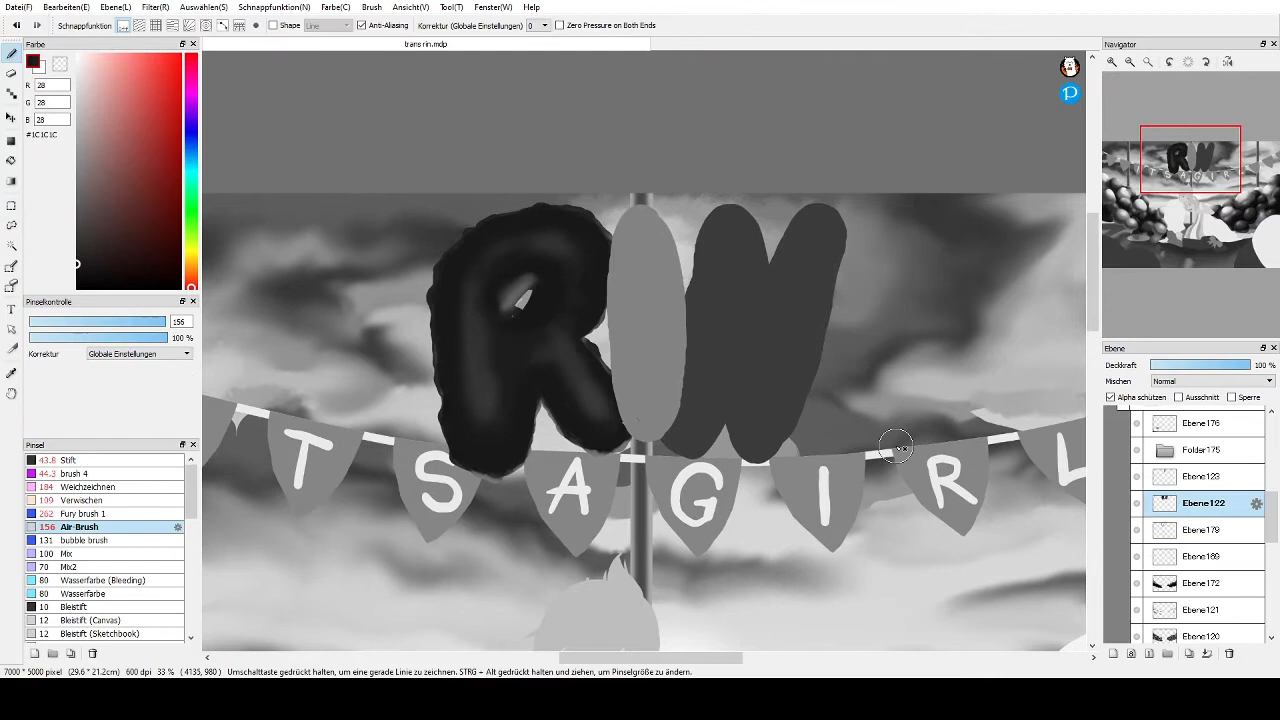 Datei(F) Bearbeiten(E) Ebene(L) Filter(R) Auswählen(S) Schnappfunktion(N) Farbe(C) Brush Ansicht(V) Tool(T) Fenster(W) Help
Schnappfunktion Shape Line Anti-Aliasing Korrektur (Globale Einstellungen) 0 Zero Pressure on Both Ends
Farbe
R 28
G 28
B 28
#1C1C1C
Pinselkontrolle
156
100 %
Korrektur Globale Einstellungen
Pinsel
43.8 Stift
44.3 brush 4
184 Weichzeichnen
109 Verwischen
262 Fury brush 1
156 Air-Brush
131 bubble brush
100 Mix
70 Mix2
80 Wasserfarbe (Bleeding)
80 Wasserfarbe
10 Bleistift
12 Bleistift (Canvas)
12 Bleistift (Sketchbook)
trans rin.mdp
P
R I N
T S A G I R L
Navigator
R I N
T S A G I R
Ebene
Deckkraft 100 %
Mischen Normal
Alpha schützen Ausschnitt Sperre
Ebene176
Folder175
Ebene123
Ebene122
Ebene179
Ebene169
Ebene172
Ebene121
Ebene120
7000 * 5000 pixel (29.6 * 21.2cm) 600 dpi 33 % ( 4135, 980 ) Umschalttaste gedrückt halten, um eine gerade Linie zu zeichnen. STRG + Alt gedrückt halten und ziehen, um Pinselgröße zu ändern.